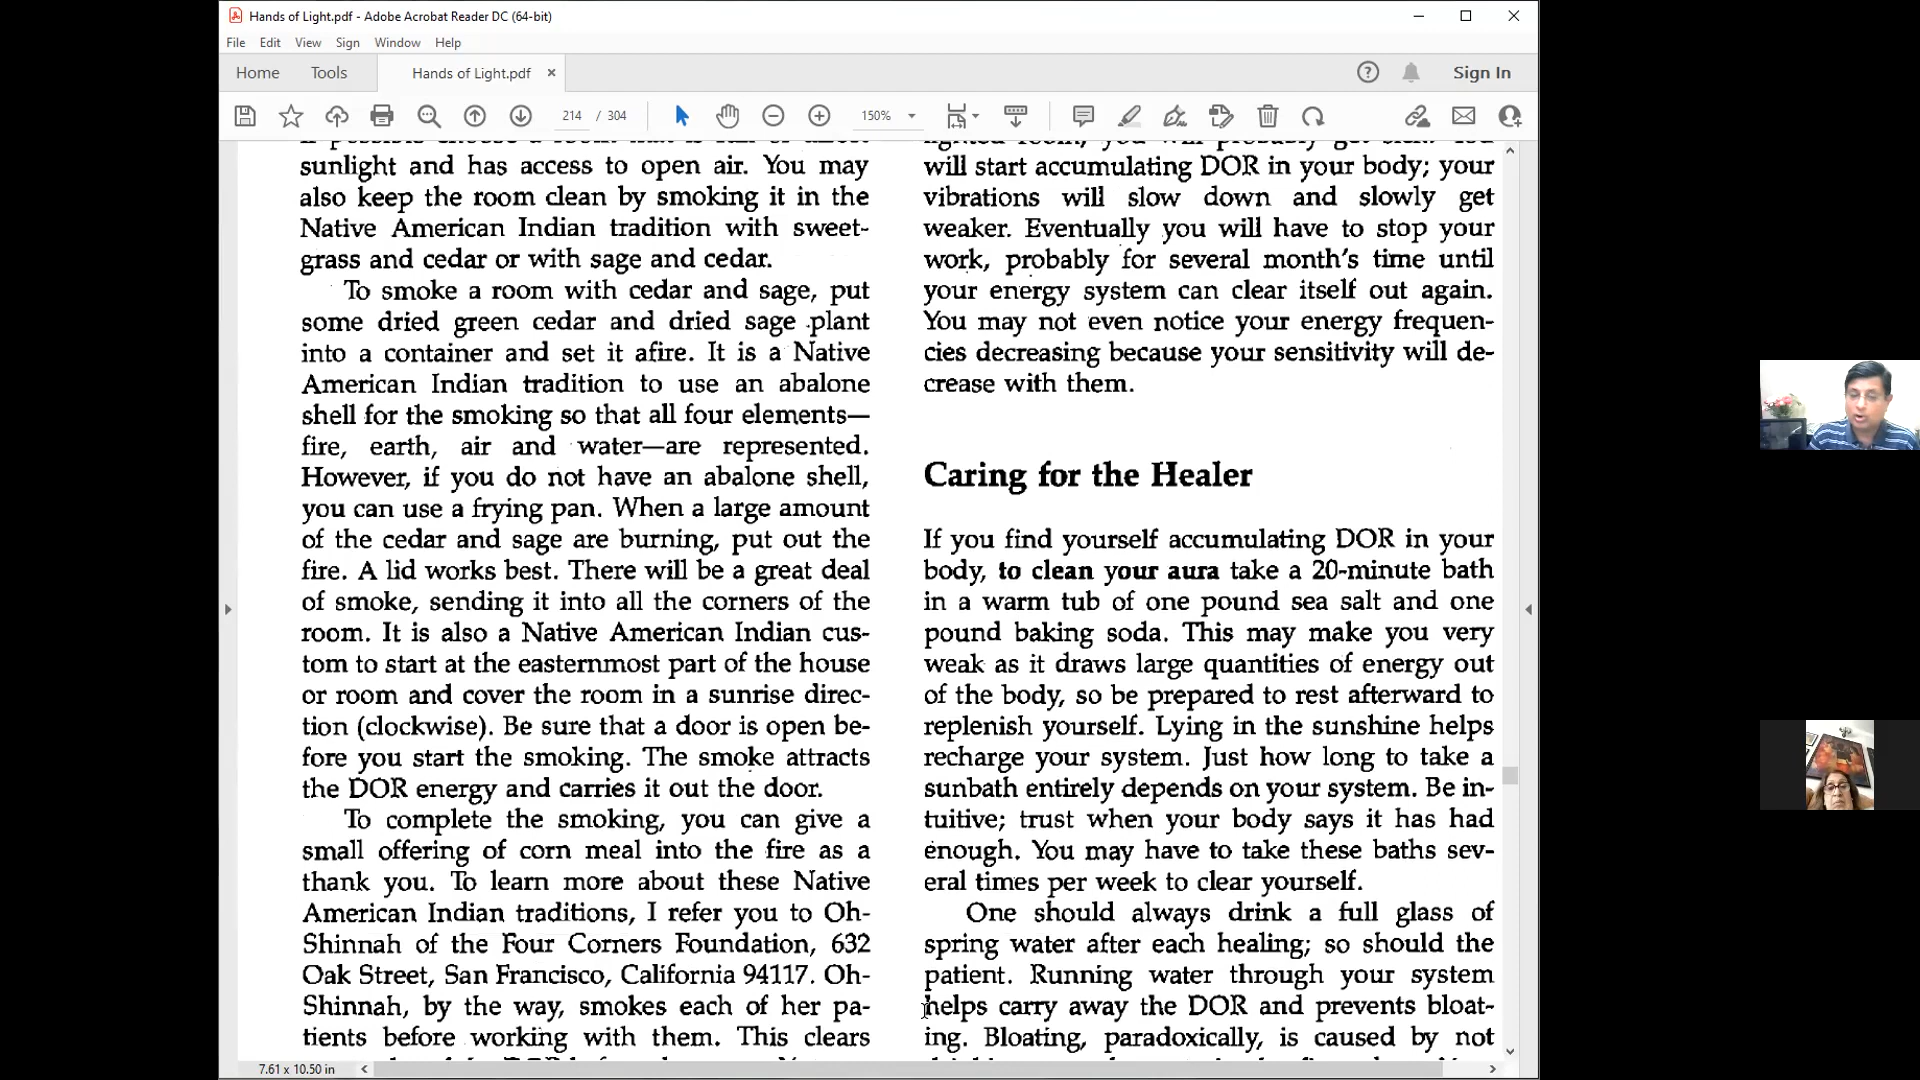 Hands of Light.pdf - Adobe Acrobat Reader DC (64-bit)
File Edit View Sign Window Help
Home Tools Hands of Light.pdf × Sign In
214 / 304 150%
sunlight and has access to open air. You may
also keep the room clean by smoking it in the
Native American Indian tradition with sweet-
grass and cedar or with sage and cedar.
To smoke a room with cedar and sage, put
some dried green cedar and dried sage plant
into a container and set it afire. It is a Native
American Indian tradition to use an abalone
shell for the smoking so that all four elements—
fire, earth, air and water—are represented.
However, if you do not have an abalone shell,
you can use a frying pan. When a large amount
of the cedar and sage are burning, put out the
fire. A lid works best. There will be a great deal
of smoke, sending it into all the corners of the
room. It is also a Native American Indian cus-
tom to start at the easternmost part of the house
or room and cover the room in a sunrise direc-
tion (clockwise). Be sure that a door is open be-
fore you start the smoking. The smoke attracts
the DOR energy and carries it out the door.
To complete the smoking, you can give a
small offering of corn meal into the fire as a
thank you. To learn more about these Native
American Indian traditions, I refer you to Oh-
Shinnah of the Four Corners Foundation, 632
Oak Street, San Francisco, California 94117. Oh-
Shinnah, by the way, smokes each of her pa-
tients before working with them. This clears
will start accumulating DOR in your body; your
vibrations will slow down and slowly get
weaker. Eventually you will have to stop your
work, probably for several month's time until
your energy system can clear itself out again.
You may not even notice your energy frequen-
cies decreasing because your sensitivity will de-
crease with them.
Caring for the Healer
If you find yourself accumulating DOR in your
body, to clean your aura take a 20-minute bath
in a warm tub of one pound sea salt and one
pound baking soda. This may make you very
weak as it draws large quantities of energy out
of the body, so be prepared to rest afterward to
replenish yourself. Lying in the sunshine helps
recharge your system. Just how long to take a
sunbath entirely depends on your system. Be in-
tuitive; trust when your body says it has had
enough. You may have to take these baths sev-
eral times per week to clear yourself.
One should always drink a full glass of
spring water after each healing; so should the
patient. Running water through your system
helps carry away the DOR and prevents bloat-
ing. Bloating, paradoxically, is caused by not
7.61 x 10.50 in